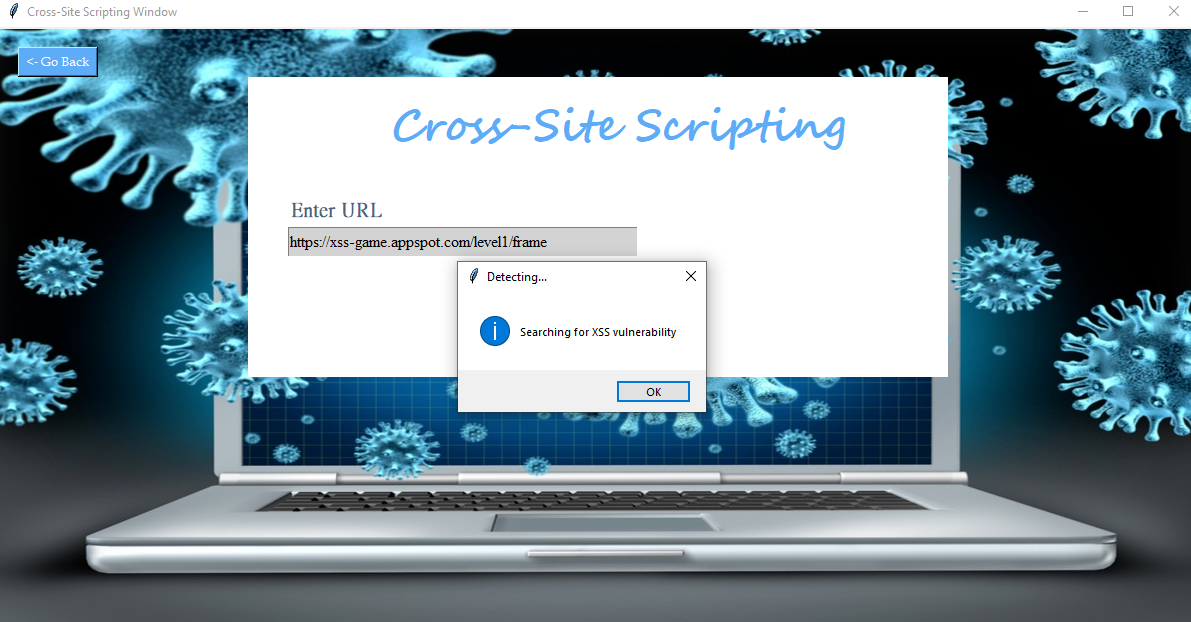 Cross-Site Scripting Window
<- Go Back
Cross-Site Scripting
Enter URL
https://xss-game.appspot.com/level1/frame
Detecting...
Searching for XSS vulnerability
OK